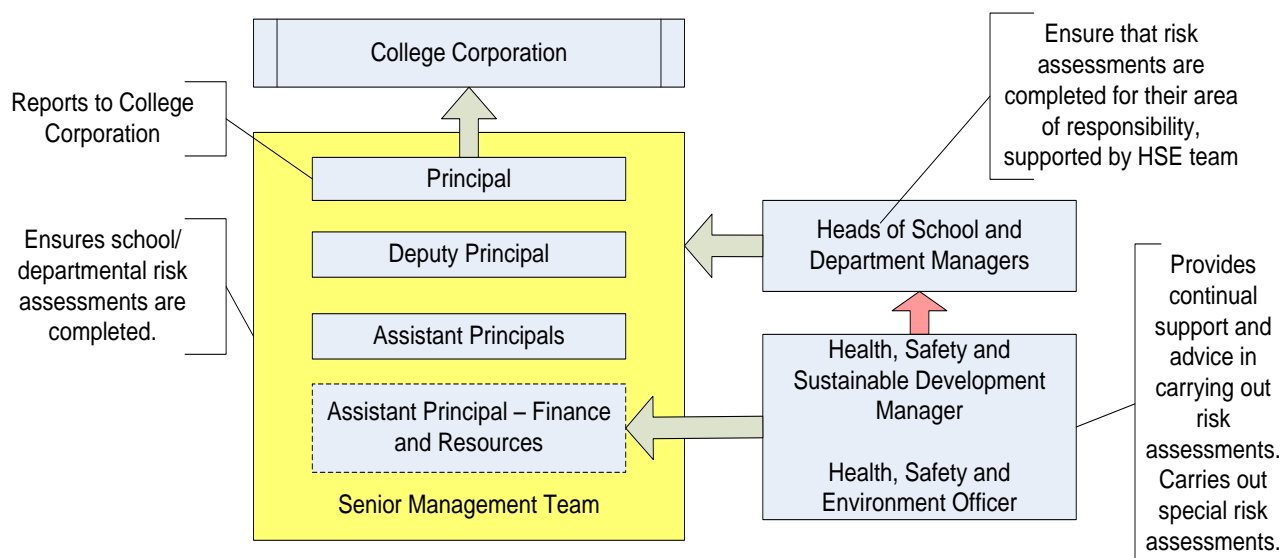 College Corporation
Reports to College
Corporation
Principal
Ensure that risk
assessments are
completed for their area
of responsibility,
supported by HSE team
Ensures school/
departmental risk
assessments are
completed.
Deputy Principal
Heads of School and
Department Managers
Assistant Principals
Assistant Principal – Finance
and Resources
Senior Management Team
Health, Safety and
Sustainable Development
Manager
Health, Safety and
Environment Officer
Provides
continual
support and
advice in
carrying out
risk
assessments.
Carries out
special risk
assessments.